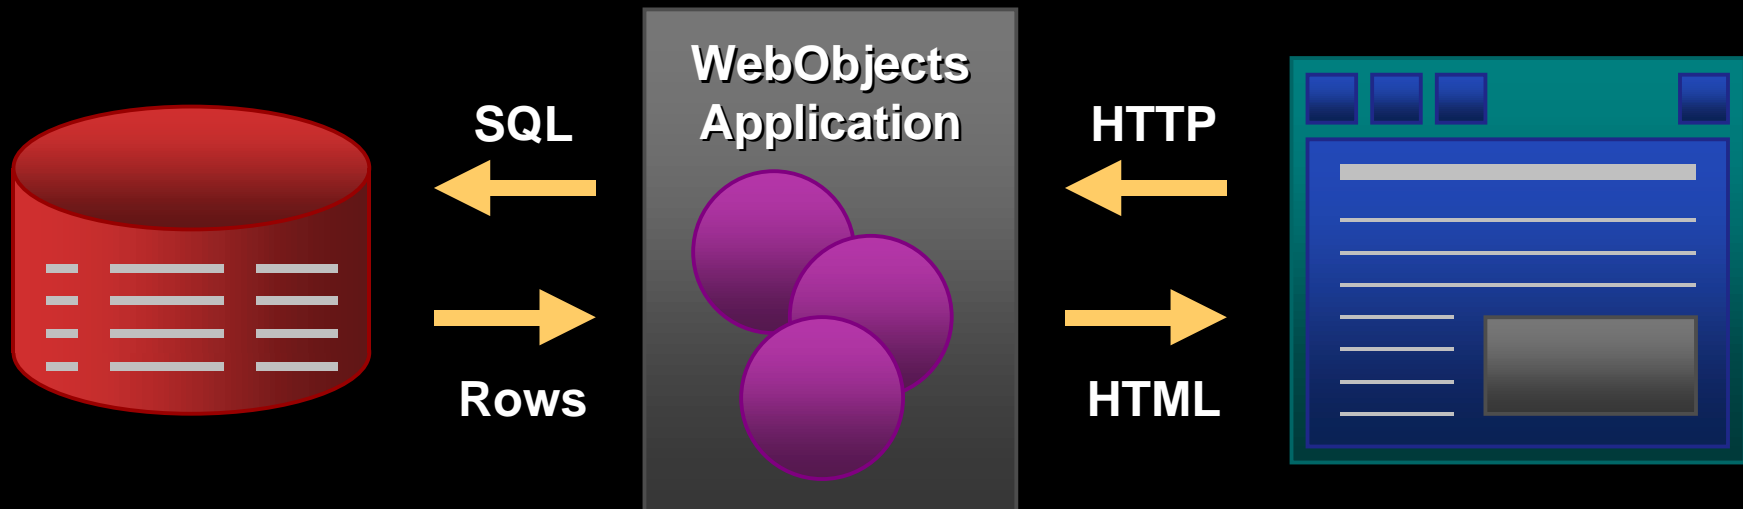 SQL
Rows
WebObjects
Application
HTTP
HTML